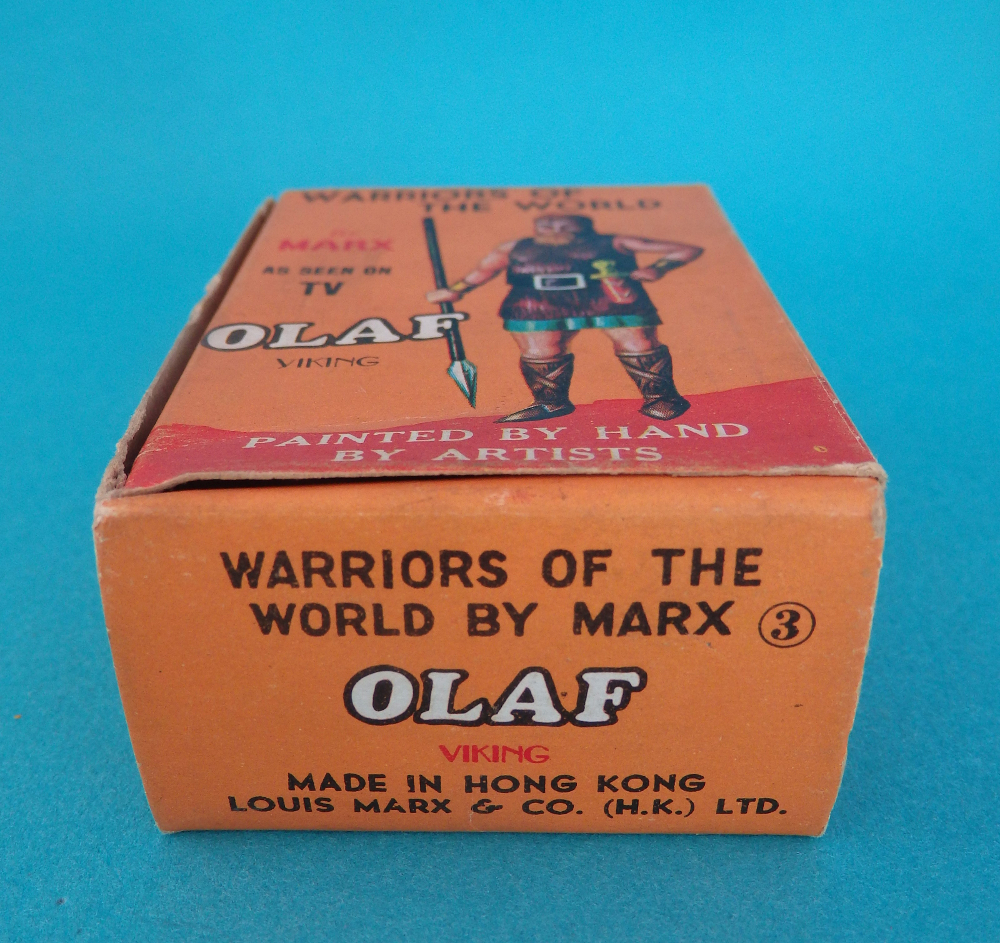 WARRIORS OF
THE WORLD
BY
MARX
AS SEEN ON
TV
OLAF
VIKING
PAINTED BY HAND
BY ARTISTS
WARRIORS OF THE
WORLD BY MARX 3
OLAF
VIKING
MADE IN HONG KONG
LOUIS MARX & CO. (H.K.) LTD.